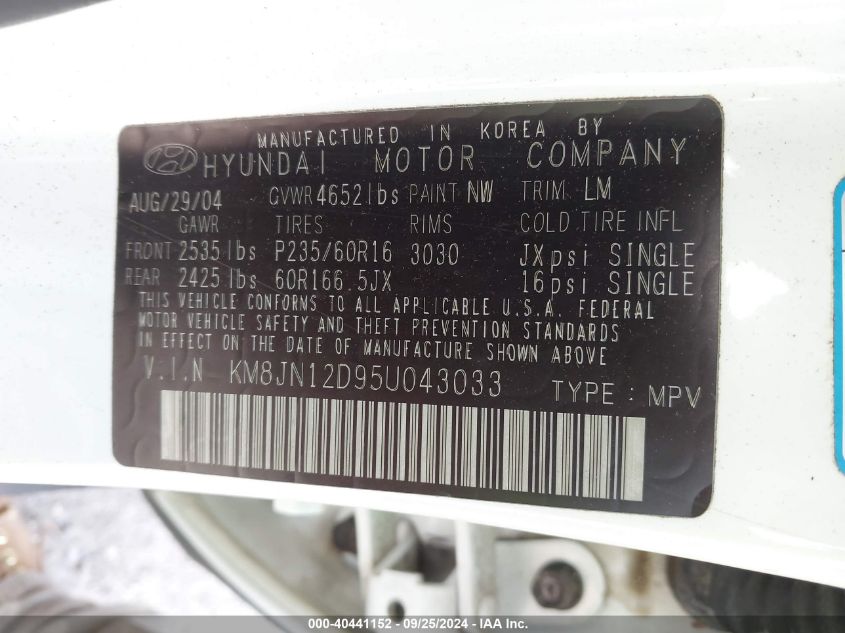 MANUFACTURED IN KOREA BY
HYUNDAI MOTOR COMPANY
AUG/29/04 GVWR 4652lbs PAINT NW TRIM LM
GAWR TIRES RIMS COLD TIRE INFL
FRONT 2535lbs P235/60R16 3030 JXpsi SINGLE
REAR 2425lbs 60R166.5JX 16psi SINGLE
THIS VEHICLE CONFORMS TO ALL APPLICABLE U.S.A. FEDERAL
MOTOR VEHICLE SAFETY AND THEFT PREVENTION STANDARDS
IN EFFECT ON THE DATE OF MANUFACTURE SHOWN ABOVE
V.I.N KM8JN12D95U043033 TYPE : MPV
000-40441152 - 09/25/2024 - IAA Inc.